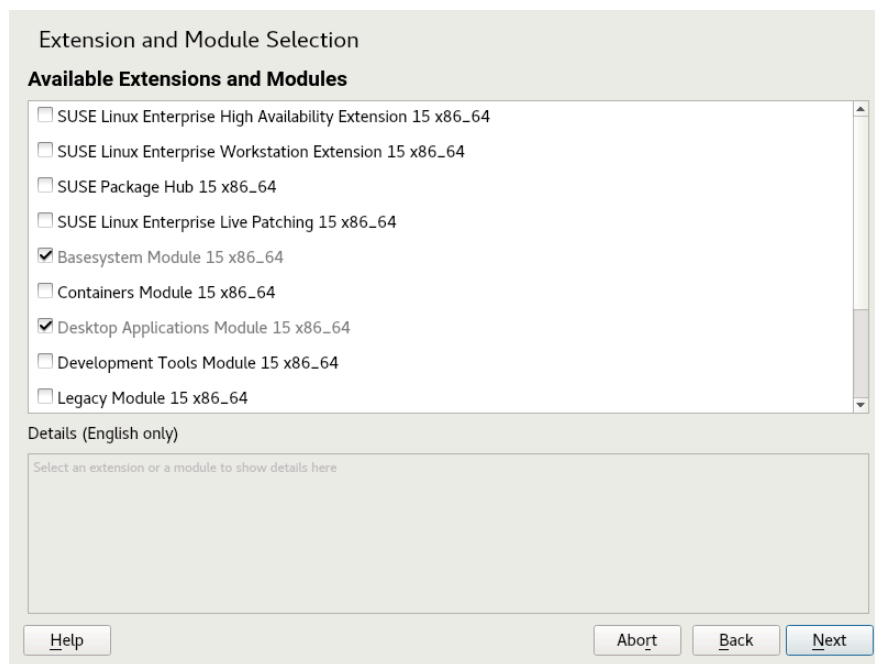 Extension and Module Selection
Available Extensions and Modules
SUSE Linux Enterprise High Availability Extension 15 x86_64
SUSE Linux Enterprise Workstation Extension 15 x86_64
SUSE Package Hub 15 x86_64
SUSE Linux Enterprise Live Patching 15 x86_64
Basesystem Module 15 x86_64
Containers Module 15 x86_64
Desktop Applications Module 15 x86_64
Development Tools Module 15 x86_64
Legacy Module 15 x86_64
Details (English only)
Select an extension or a module to show details here
Help Abort Back Next